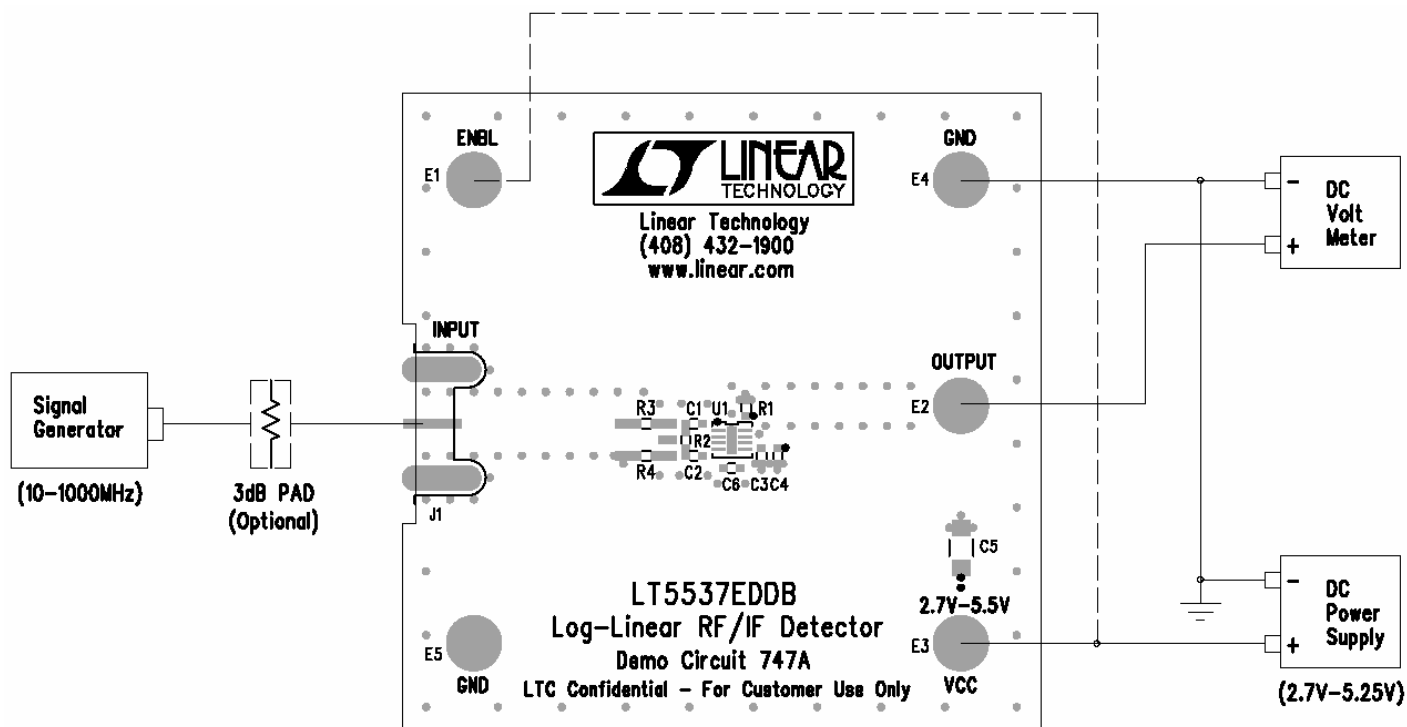 ENBL
GND
E1
E4
LINEAR
TECHNOLOGY
Linear Technology
(408) 432-1900
www.linear.com
-
DC
Volt
Meter
+
INPUT
OUTPUT
E2
Signal
Generator
(10-1000MHz)
3dB PAD
(Optional)
J1
R3
C1
U1
R1
R2
R4
C2
C6
C3
C4
C5
2.7V-5.5V
LT5537EDDB
Log-Linear RF/IF Detector
Demo Circuit 747A
LTC Confidential - For Customer Use Only
E5
GND
E3
VCC
-
DC
Power
Supply
+
(2.7V-5.25V)